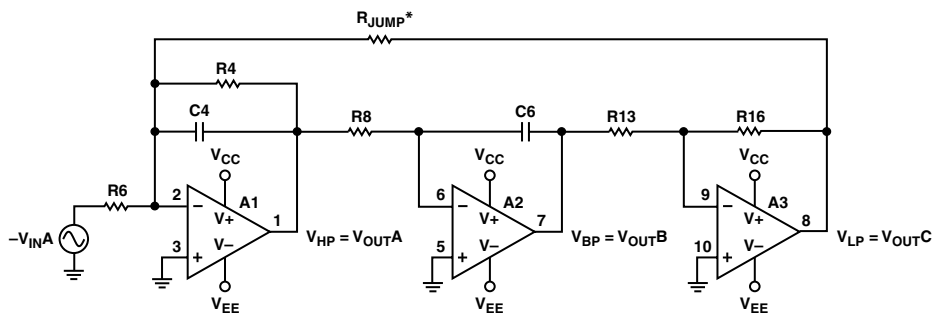 RJUMP*
R4
C4
R8
C6
R13
R16
VCC
VCC
VCC
R6
2
–
A1
V+
1
6
–
A2
V+
7
9
–
A3
V+
8
–VINA
3
+
V–
VHP = VOUTA
5
+
V–
VBP = VOUTB
10
+
V–
VLP = VOUTC
VEE
VEE
VEE